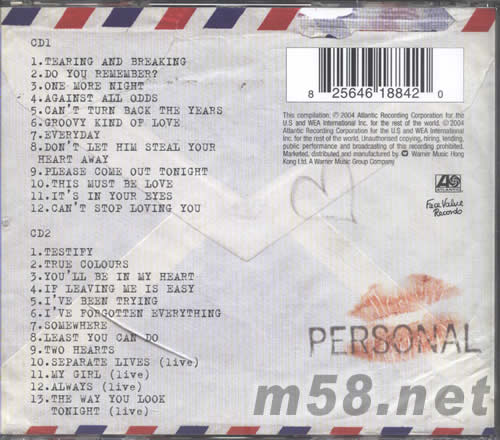 CD1
1.TEARING AND BREAKING
2.DO YOU REMEMBER?
3.ONE MORE NIGHT
4.AGAINST ALL ODDS
5.CAN'T TURN BACK THE YEARS
6.GROOVY KIND OF LOVE
7.EVERYDAY
8.DON'T LET HIM STEAL YOUR
HEART AWAY
9.PLEASE COME OUT TONIGHT
10.THIS MUST BE LOVE
11.IT'S IN YOUR EYES
12.CAN'T STOP LOVING YOU
CD2
1.TESTIFY
2.TRUE COLOURS
3.YOU'LL BE IN MY HEART
4.IF LEAVING ME IS EASY
5.I'VE BEEN TRYING
6.I'VE FORGOTTEN EVERYTHING
7.SOMEWHERE
8.LEAST YOU CAN DO
9.TWO HEARTS
10.SEPARATE LIVES (live)
11.MY GIRL (live)
12.ALWAYS (live)
13.THE WAY YOU LOOK
TONIGHT (live)
8 25646 18842 0
This compilation: ℗ 2004 Atlantic Recording Corporation for the
U.S and WEA International Inc. for the rest of the world. © 2004
Atlantic Recording Corporation for the U.S and WEA International
Inc. for the rest of the world. Unauthorised copying, hiring, lending,
public performance and broadcasting of this recording prohibited.
Marketed, distributed and manufactured by Warner Music Hong
Kong Ltd. A Warner Music Group Company
ATLANTIC
Face Value
Records
PERSONAL
m58.net